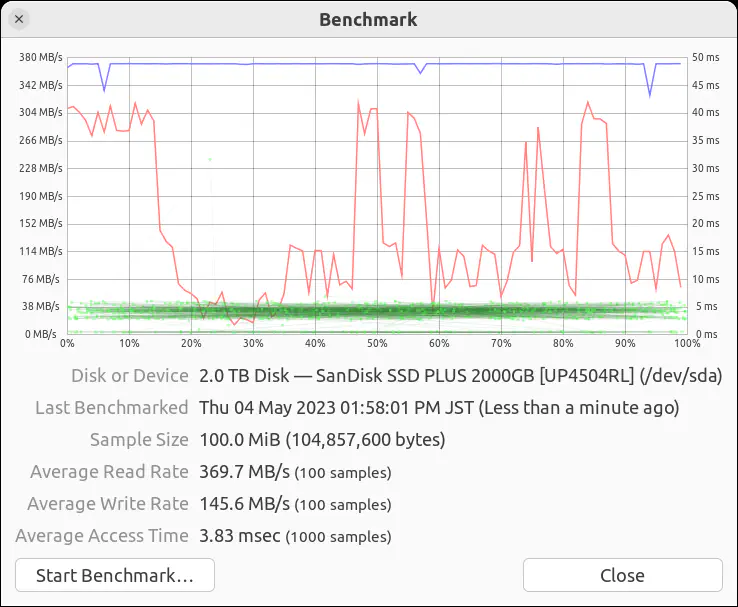 Benchmark
380 MB/s
342 MB/s
304 MB/s
266 MB/s
228 MB/s
190 MB/s
152 MB/s
114 MB/s
76 MB/s
38 MB/s
0 MB/s
50 ms
45 ms
40 ms
35 ms
30 ms
25 ms
20 ms
15 ms
10 ms
5 ms
0 ms
0% 10% 20% 30% 40% 50% 60% 70% 80% 90% 100%
Disk or Device 2.0 TB Disk — SanDisk SSD PLUS 2000GB [UP4504RL] (/dev/sda)
Last Benchmarked Thu 04 May 2023 01:58:01 PM JST (Less than a minute ago)
Sample Size 100.0 MiB (104,857,600 bytes)
Average Read Rate 369.7 MB/s (100 samples)
Average Write Rate 145.6 MB/s (100 samples)
Average Access Time 3.83 msec (1000 samples)
Start Benchmark… Close